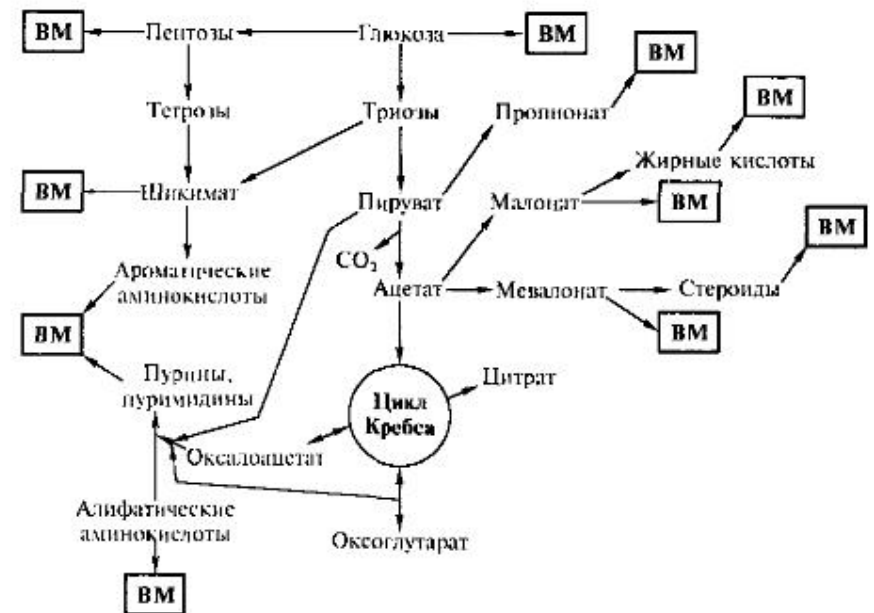 ВМ Пентозы Глюкоза ВМ
ВМ
Тетрозы Триозы Пропионат ВМ
Жирные кислоты
ВМ Шикимат Пируват Малонат ВМ
ВМ
CO₂
Ароматические
аминокислоты
Ацетат Мевалонат Стероиды
ВМ ВМ
Пурины,
пуримидины
Цитрат
Цикл
Кребса
Оксалоацетат
Алифатические
аминокислоты
Оксоглутарат
ВМ